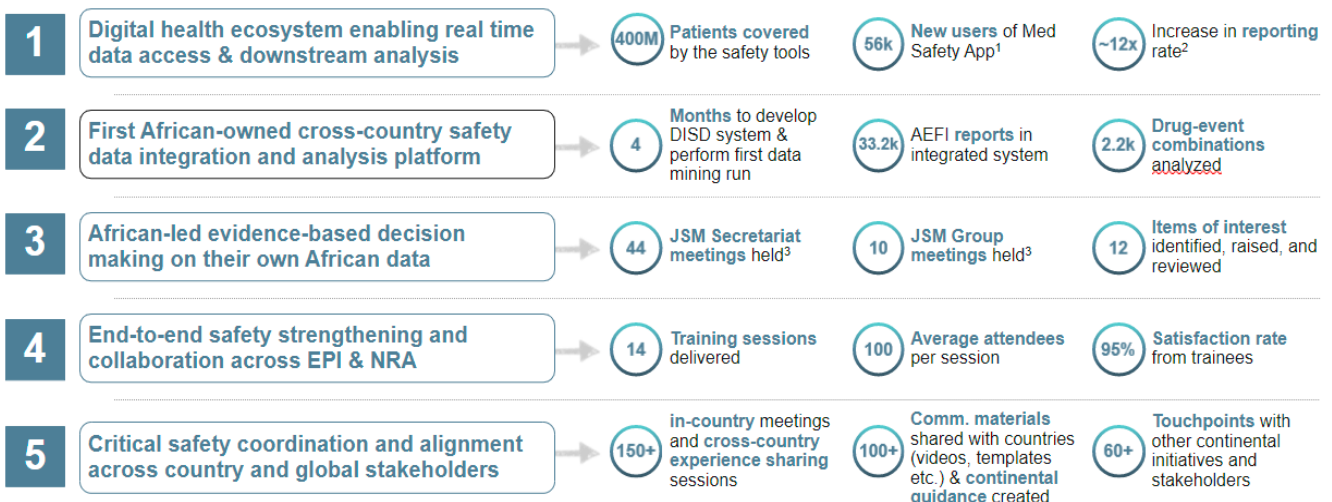 1
Digital health ecosystem enabling real time
data access & downstream analysis
400M
Patients covered
by the safety tools
56k
New users of Med
Safety App¹
~12x
Increase in reporting
rate²
2
First African-owned cross-country safety
data integration and analysis platform
4
Months to develop
DISD system &
perform first data
mining run
33.2k
AEFI reports in
integrated system
2.2k
Drug-event
combinations
analyzed
3
African-led evidence-based decision
making on their own African data
44
JSM Secretariat
meetings held³
10
JSM Group
meetings held³
12
Items of interest
identified, raised, and
reviewed
4
End-to-end safety strengthening and
collaboration across EPI & NRA
14
Training sessions
delivered
100
Average attendees
per session
95%
Satisfaction rate
from trainees
5
Critical safety coordination and alignment
across country and global stakeholders
150+
in-country meetings
and cross-country
experience sharing
sessions
100+
Comm. materials
shared with countries
(videos, templates
etc.) & continental
guidance created
60+
Touchpoints with
other continental
initiatives and
stakeholders